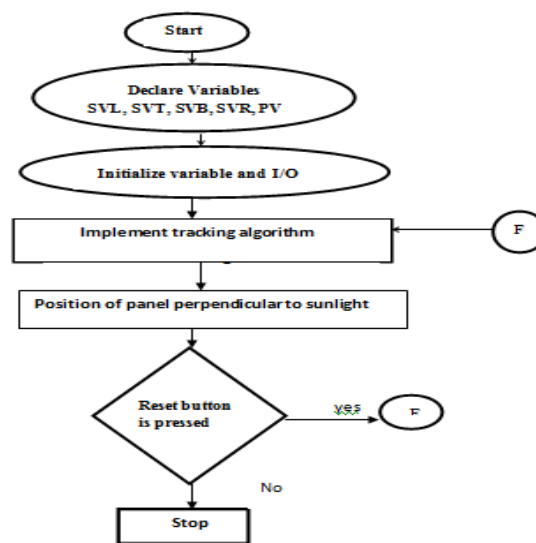 Start
Declare Variables
SVL, SVT, SVB, SVR, PV
Initialize variable and I/O
Implement tracking algorithm
F
Position of panel perpendicular to sunlight
Reset button
is pressed
yes
F
No
Stop